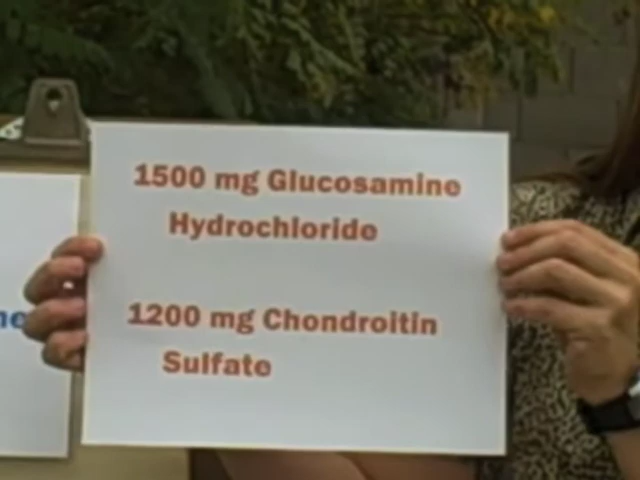 1500 mg Glucosamine
Hydrochloride
1200 mg Chondroitin
Sulfate